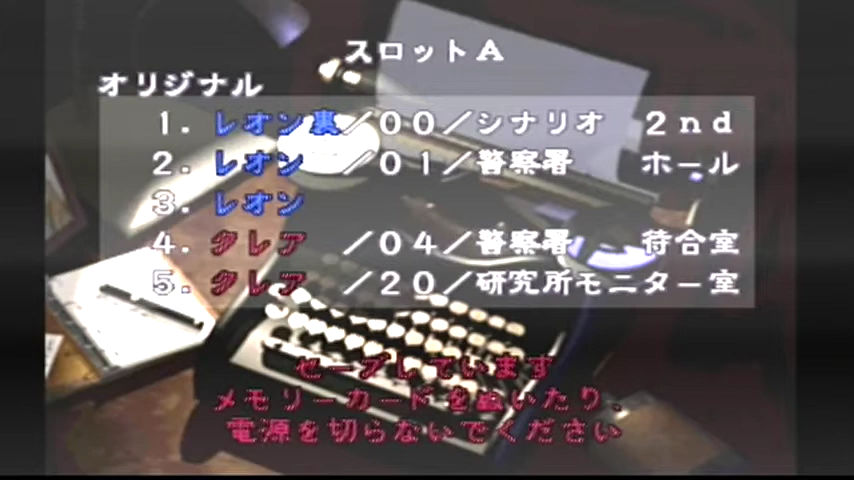 スロットA
オリジナル
1. レオン裏/00/シナリオ 2nd
2. レオン /01/警察署 ホール
3. レオン
4. クレア /04/警察署 待合室
5. クレア /20/研究所モニター室
セーブしています
メモリーカードをぬいたり、
電源を切らないでください